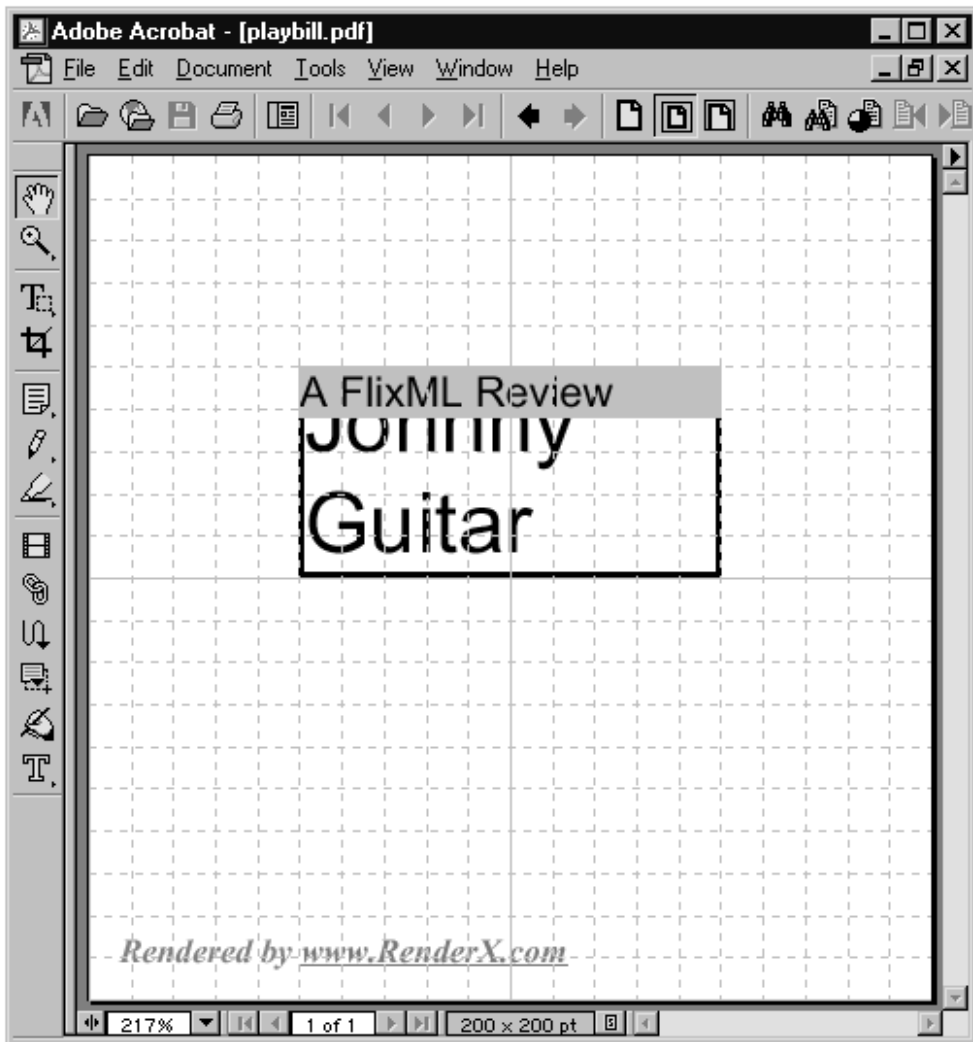 Adobe Acrobat - [playbill.pdf]
File Edit Document Tools View Window Help
A FlixML Review
Johnny
Guitar
Rendered by www.RenderX.com
217% 1 of 1 200 x 200 pt